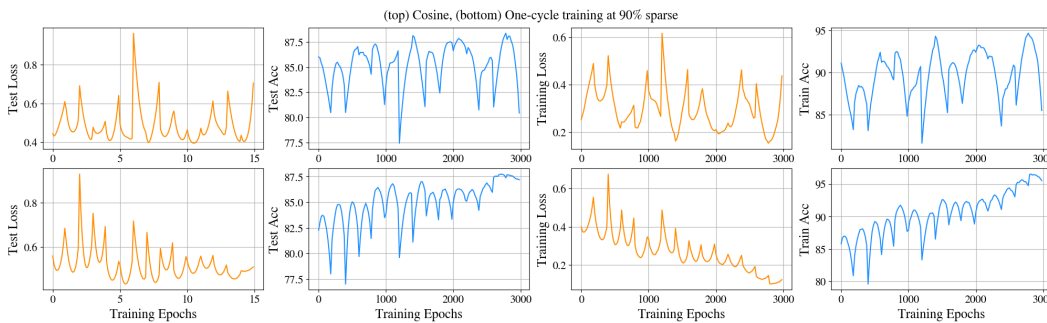 (top) Cosine, (bottom) One-cycle training at 90% sparse
Test Loss
0.8
0.6
0.4
0 5 10 15
Test Acc
87.5
85.0
82.5
80.0
77.5
0 1000 2000 3000
Training Loss
0.6
0.4
0.2
0 1000 2000 3000
Train Acc
95
90
85
0 1000 2000 3000
Test Loss
0.8
0.6
0 5 10 15
Training Epochs
Test Acc
87.5
85.0
82.5
80.0
77.5
0 1000 2000 3000
Training Epochs
Training Loss
0.6
0.4
0.2
0 1000 2000 3000
Training Epochs
Train Acc
95
90
85
80
0 1000 2000 3000
Training Epochs